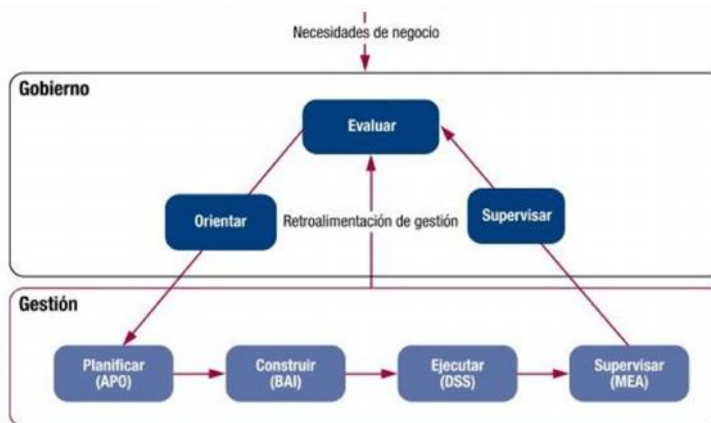 Necesidades de negocio
Gobierno
Evaluar
Orientar
Retroalimentación de gestión
Supervisar
Gestión
Planificar
(APO)
Construir
(BAI)
Ejecutar
(DSS)
Supervisar
(MEA)